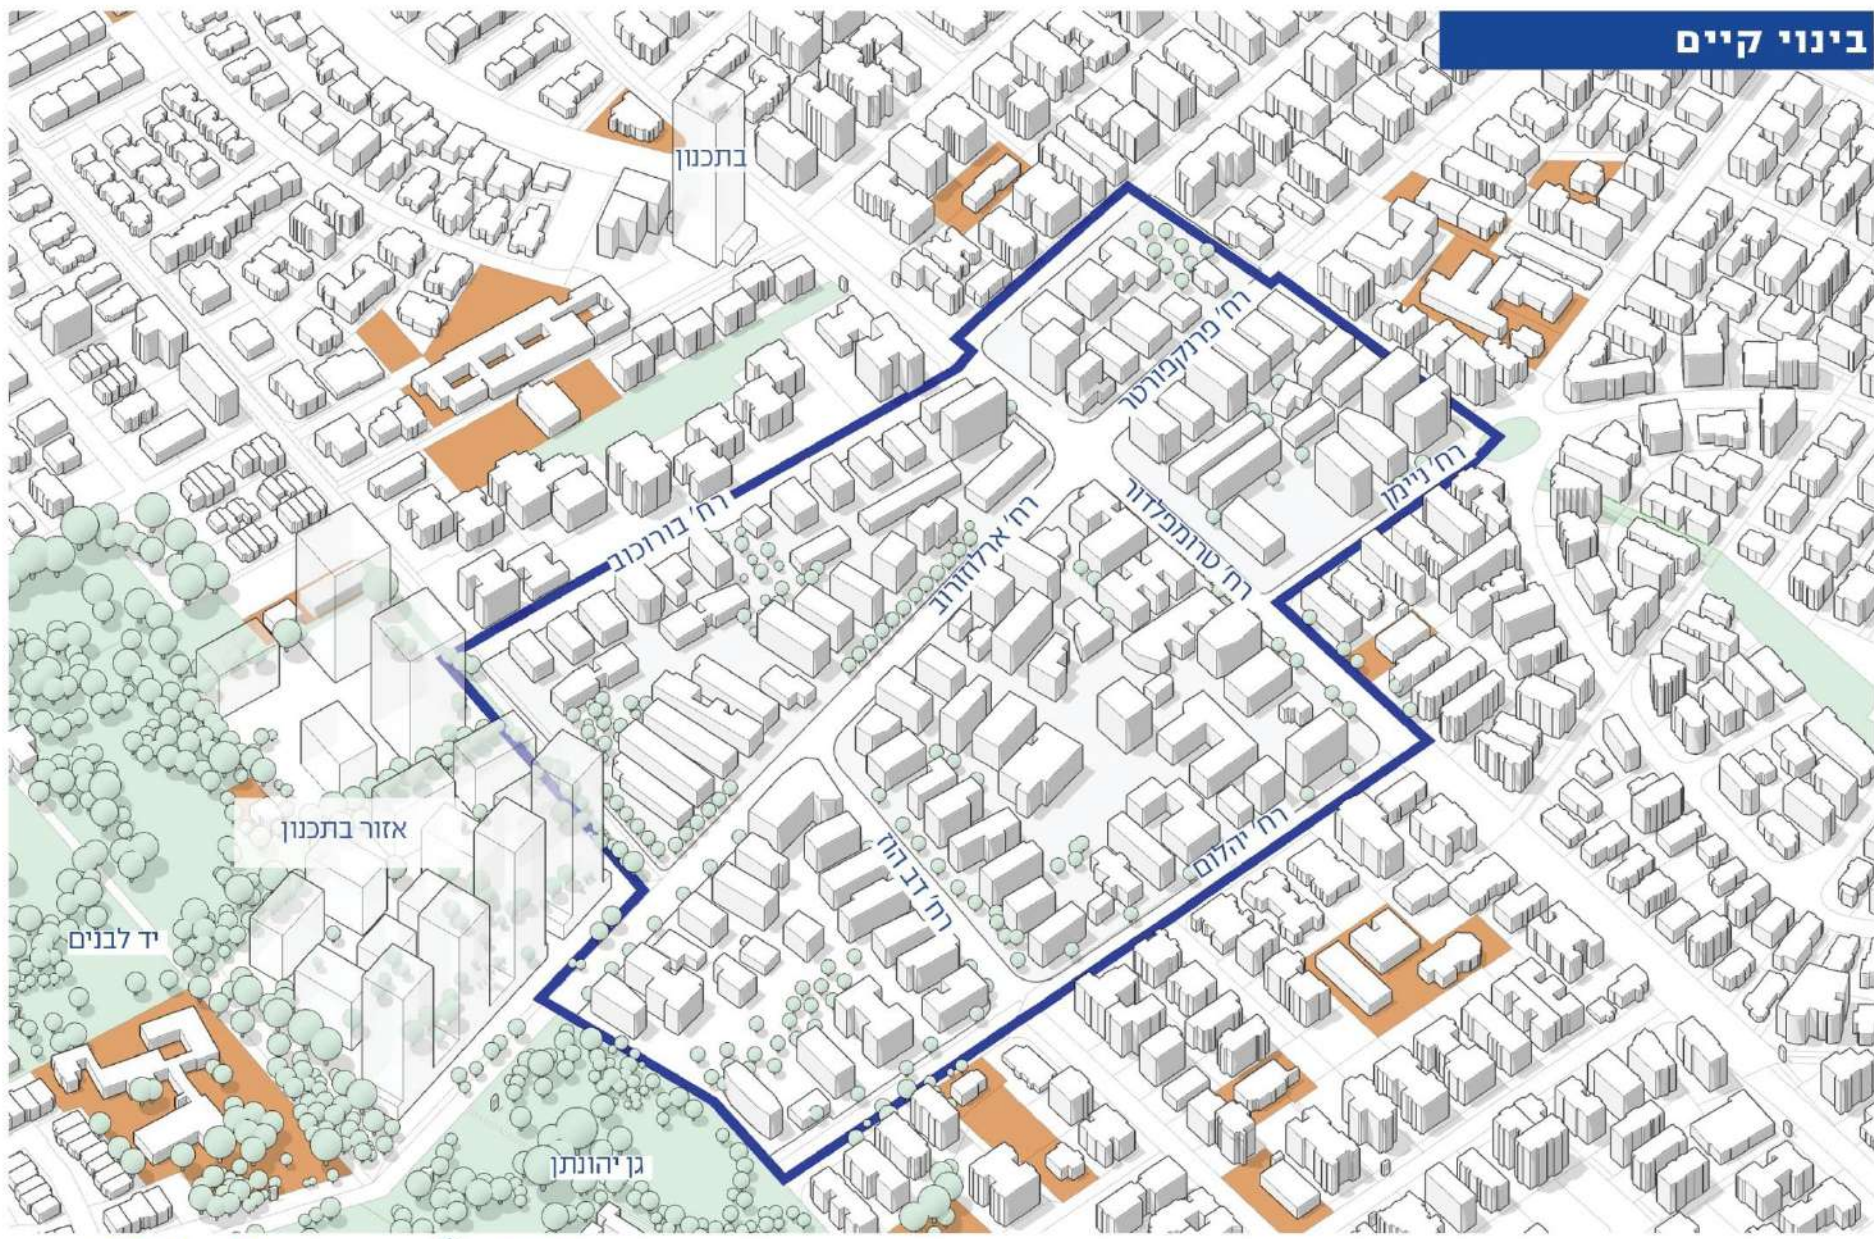 בינוי קיים
בתכנון
רח' פרנקפורטר
רח' ניימן
רח' טרומפלדור
רח' ארלוזורוב
רח' בורוכוב
רח' יהלום
רח' דב הוז
אזור בתכנון
יד לבנים
גן יהונתן